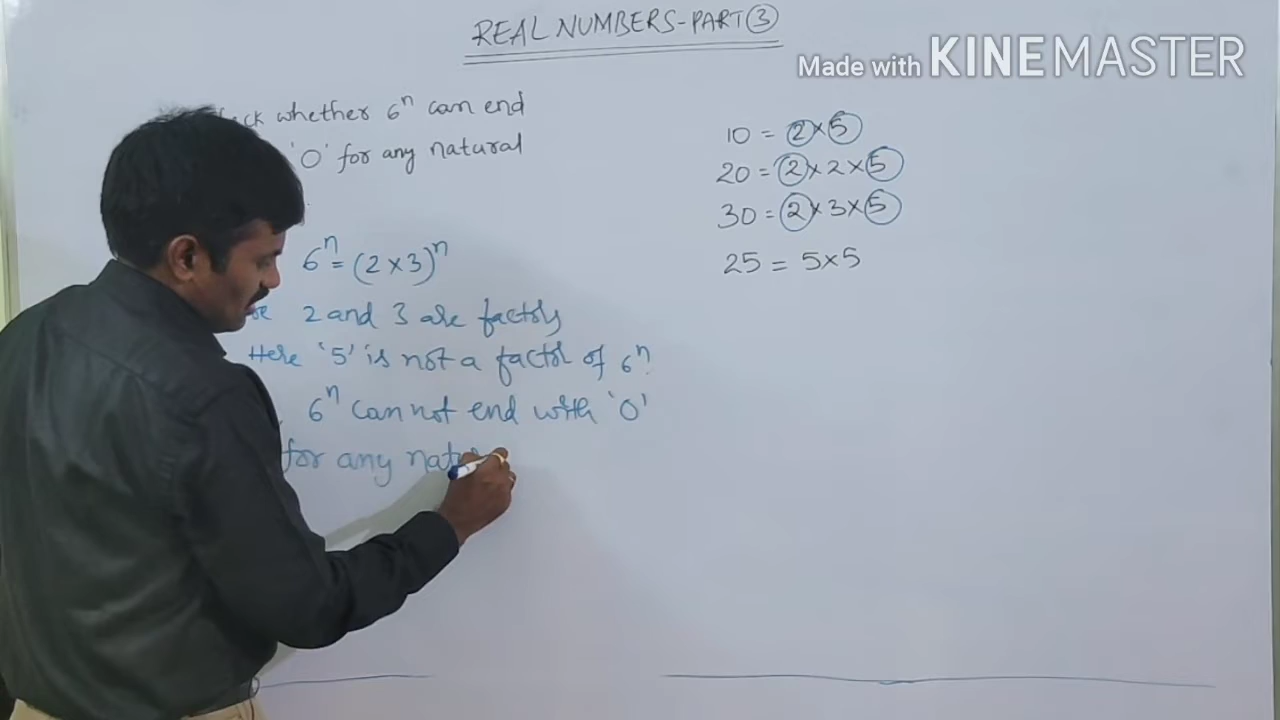 REAL NUMBERS-PART ③
Made with KINEMASTER
whether 6ⁿ can end
'0' for any natural
6ⁿ = (2×3)ⁿ
2 and 3 are factors
Here '5' is not a factor of 6ⁿ.
6ⁿ cannot end with '0'
for any natu
10 = 2×5
20 = 2×2×5
30 = 2×3×5
25 = 5×5